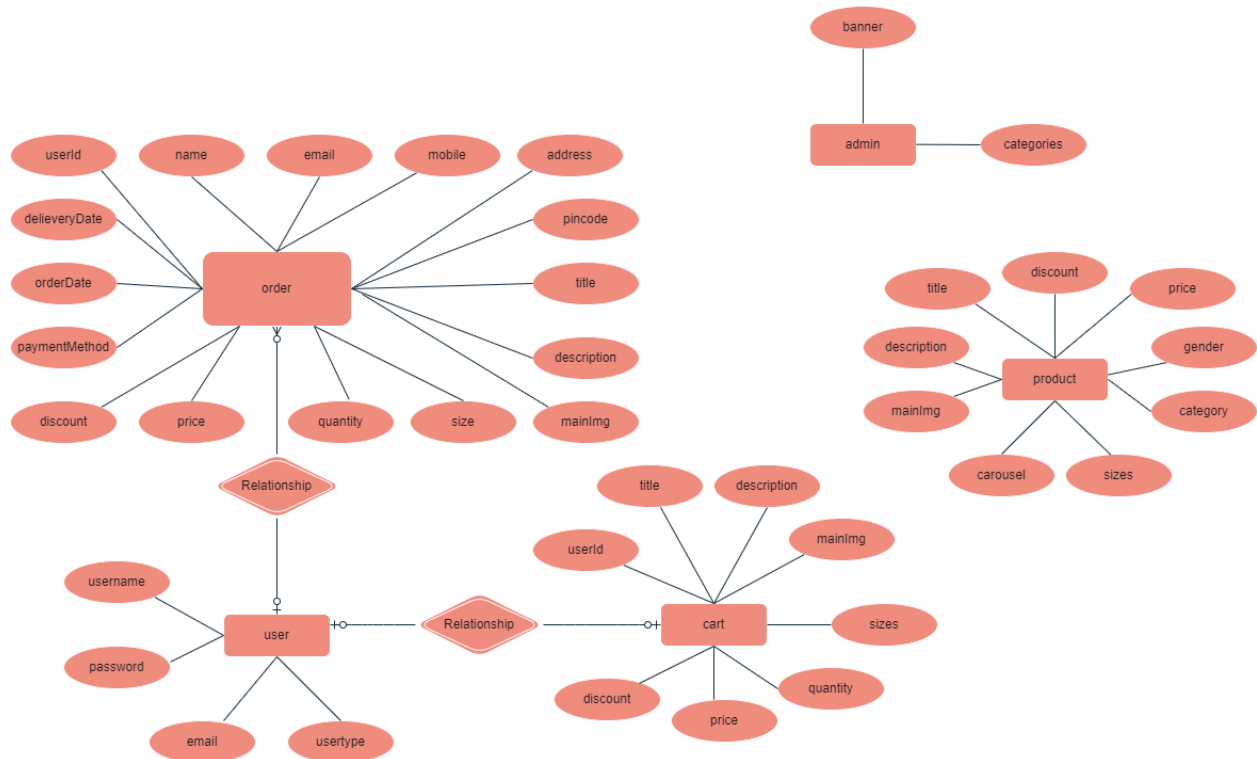 banner
admin
categories
userId
name
email
mobile
address
delieveryDate
pincode
orderDate
order
title
paymentMethod
description
discount
price
quantity
size
mainImg
Relationship
discount
title
price
description
gender
product
mainImg
category
carousel
sizes
title
description
userId
mainImg
username
user
Relationship
cart
sizes
password
discount
quantity
price
email
usertype